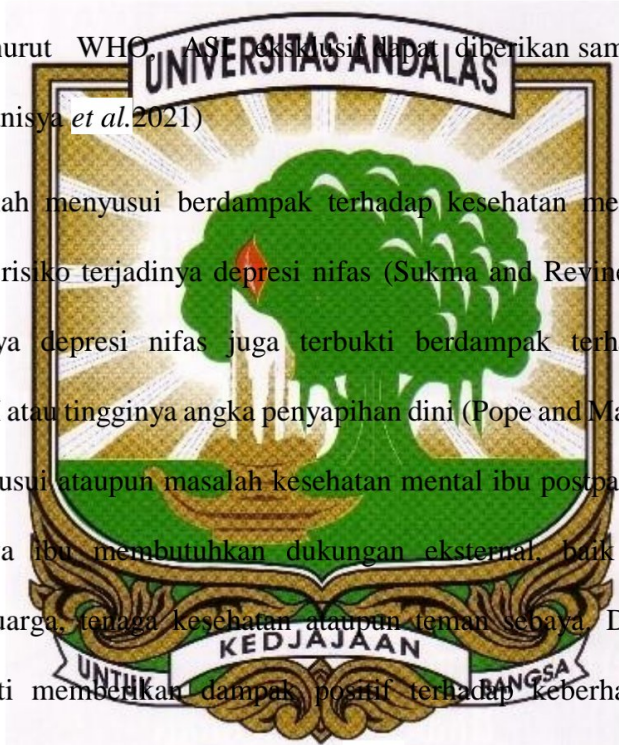 nurut WHO, ASI eksklusif dapat diberikan sam
UNIVERSITAS ANDALAS
nisya et al.2021)
lah menyusui berdampak terhadap kesehatan me
risiko terjadinya depresi nifas (Sukma and Revin
ya depresi nifas juga terbukti berdampak terh
I atau tingginya angka penyapihan dini (Pope and Ma
usui ataupun masalah kesehatan mental ibu postpa
a ibu membutuhkan dukungan eksternal, baik
uarga, tenaga kesehatan ataupun teman sebaya. D
KEDJAJAAN
UNTUK BANGSA
ti memberikan dampak positif terhadap keberha